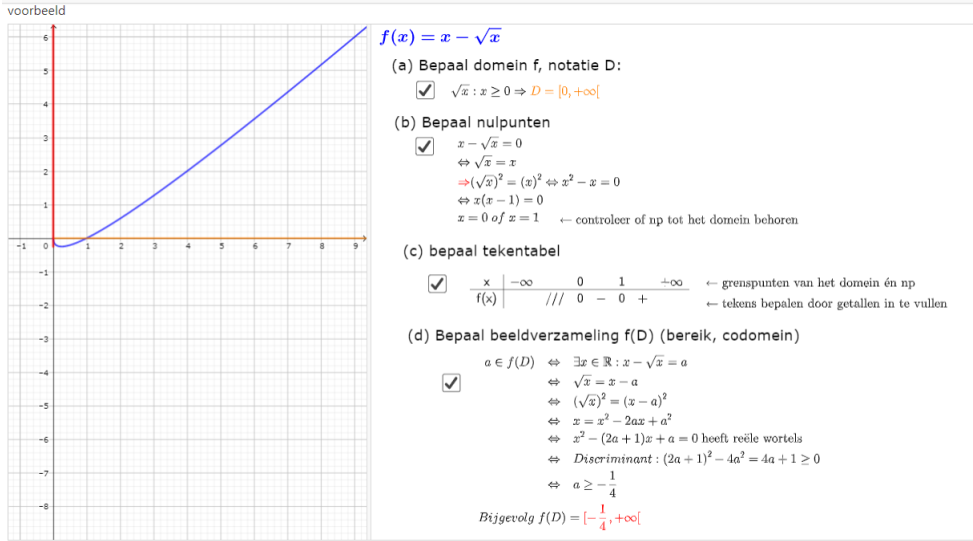 voorbeeld
f(x) = x − √x
(a) Bepaal domein f, notatie D:
√x : x ≥ 0 ⇒ D = [0, +∞[
(b) Bepaal nulpunten
x − √x = 0
⇔ √x = x
⇒(√x)² = (x)² ⇔ x² − x = 0
⇔ x(x − 1) = 0
x = 0 of x = 1 ← controleer of np tot het domein behoren
(c) bepaal tekentabel
x −∞ 0 1 +∞ ← grenspunten van het domein én np
f(x) /// 0 − 0 + ← tekens bepalen door getallen in te vullen
(d) Bepaal beeldverzameling f(D) (bereik, codomein)
a ∈ f(D) ⇔ ∃x ∈ ℝ : x − √x = a
⇔ √x = x − a
⇔ (√x)² = (x − a)²
⇔ x = x² − 2ax + a²
⇔ x² − (2a + 1)x + a = 0 heeft reële wortels
⇔ Discriminant : (2a + 1)² − 4a² = 4a + 1 ≥ 0
⇔ a ≥ −1/4
Bijgevolg f(D) = [−1/4, +∞[
6
5
4
3
2
1
−1 0 1 2 3 4 5 6 7 8 9
−1
−2
−3
−4
−5
−6
−7
−8